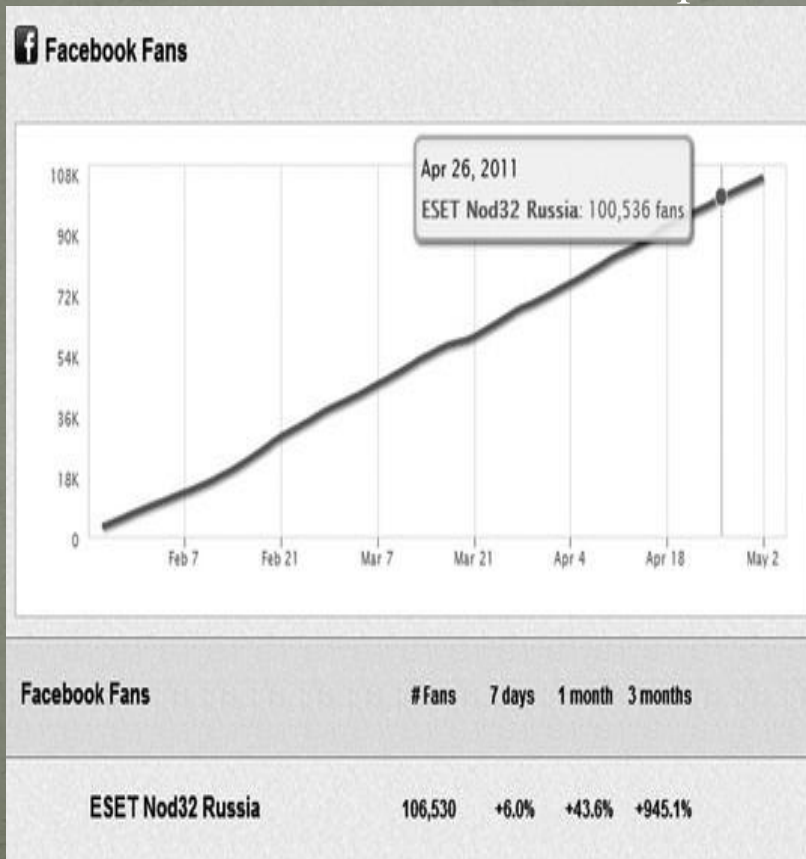 Facebook Fans
Apr 26, 2011
ESET Nod32 Russia: 100,536 fans
108K
90K
72K
54K
36K
18K
0
Feb 7 Feb 21 Mar 7 Mar 21 Apr 4 Apr 18 May 2
Facebook Fans # Fans 7 days 1 month 3 months
ESET Nod32 Russia 106,530 +6.0% +43.6% +945.1%